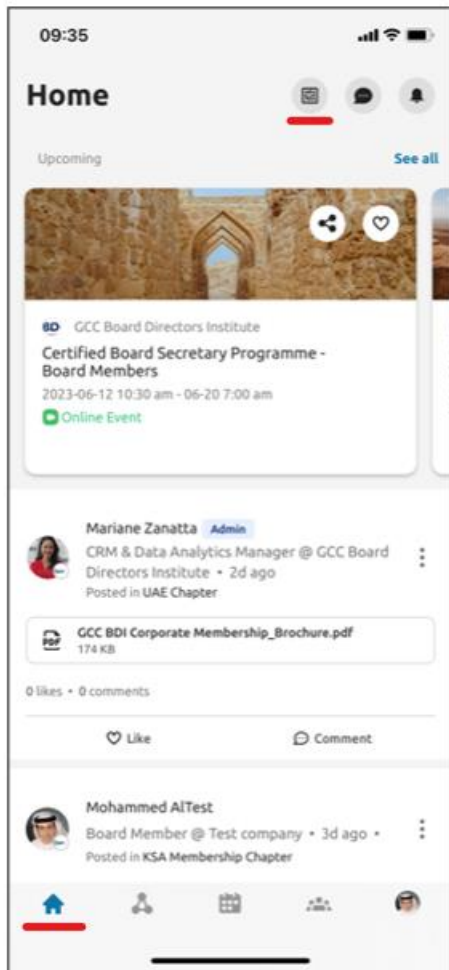 09:35
Home
Upcoming
See all
BD GCC Board Directors Institute
Certified Board Secretary Programme -
Board Members
2023-06-12 10:30 am - 06-20 7:00 am
Online Event
Mariane Zanatta Admin
CRM & Data Analytics Manager @ GCC Board
Directors Institute • 2d ago
Posted in UAE Chapter
PDF
GCC BDI Corporate Membership_Brochure.pdf
174 KB
0 likes • 0 comments
Like
Comment
Mohammed AlTest
Board Member @ Test company • 3d ago •
Posted in KSA Membership Chapter